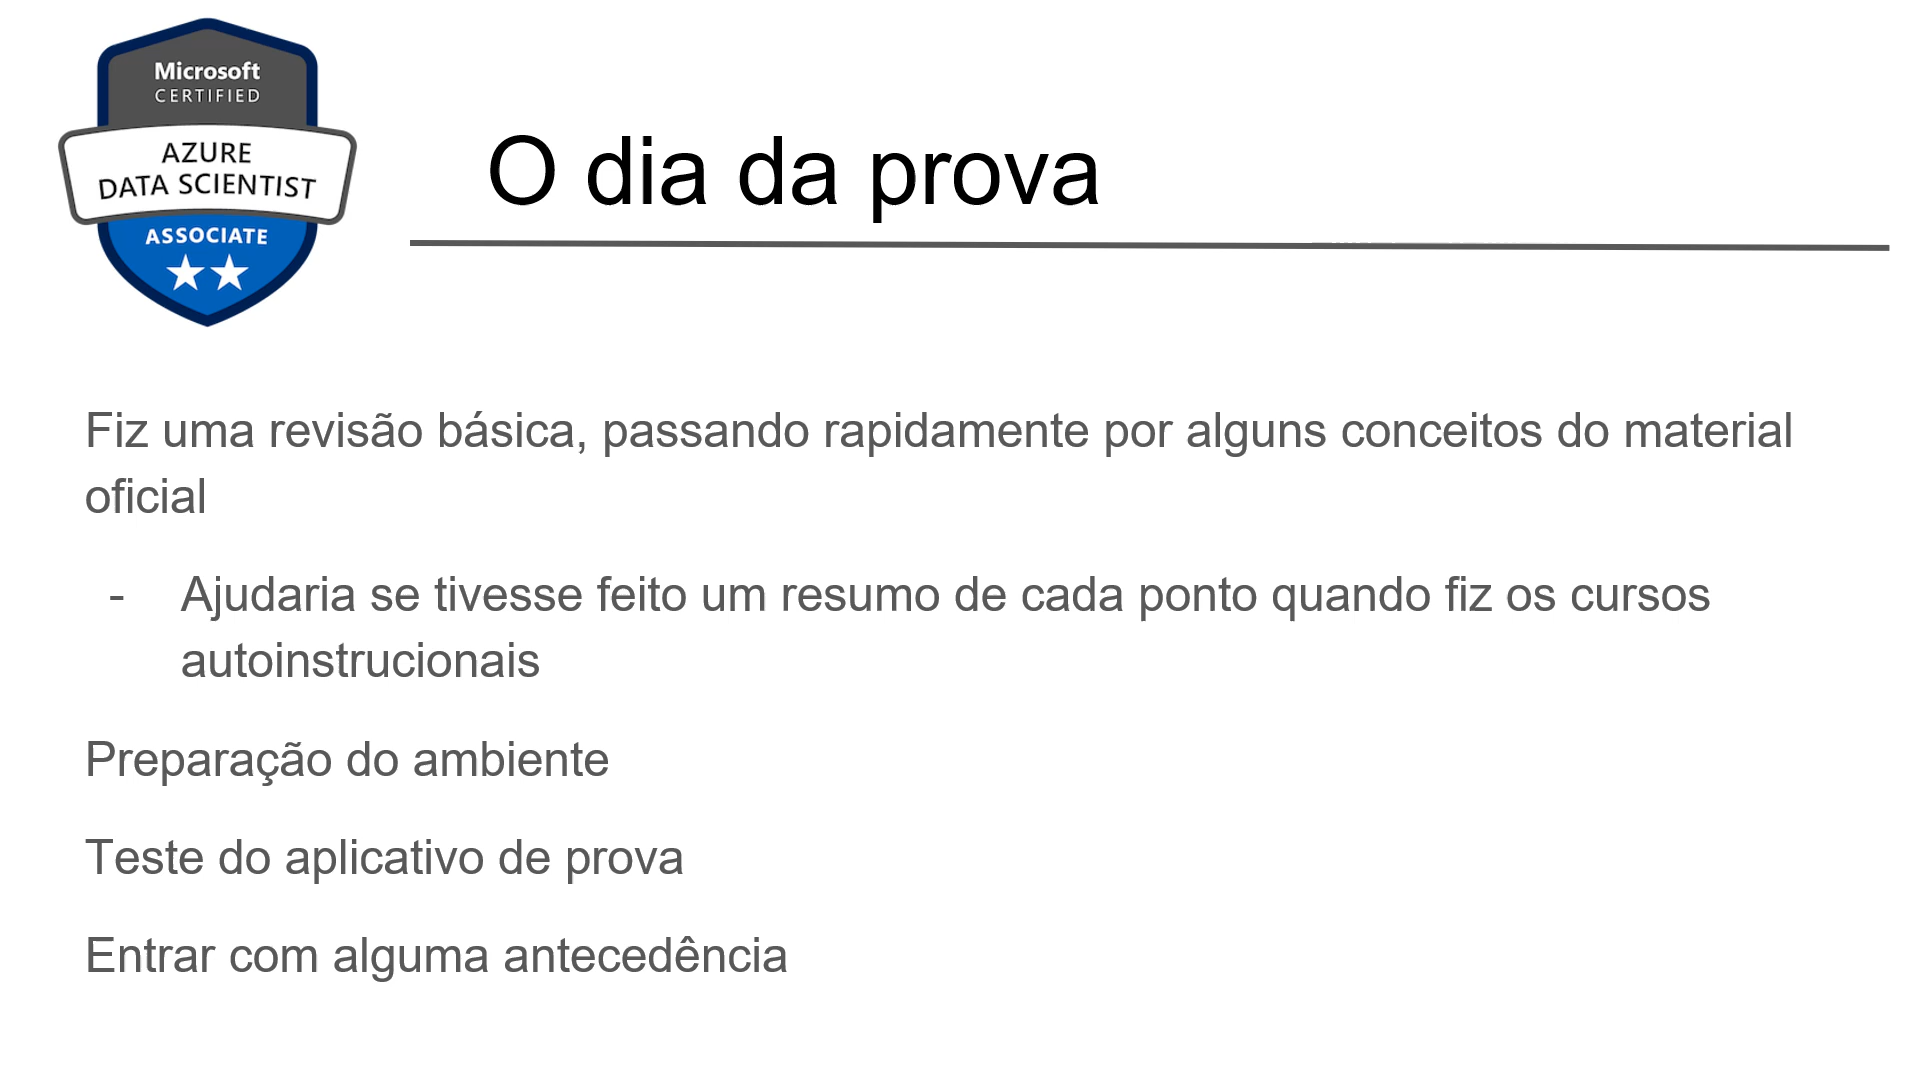 Microsoft
CERTIFIED
AZURE
DATA SCIENTIST
ASSOCIATE
O dia da prova
Fiz uma revisão básica, passando rapidamente por alguns conceitos do material
oficial
- Ajudaria se tivesse feito um resumo de cada ponto quando fiz os cursos
autoinstrucionais
Preparação do ambiente
Teste do aplicativo de prova
Entrar com alguma antecedência